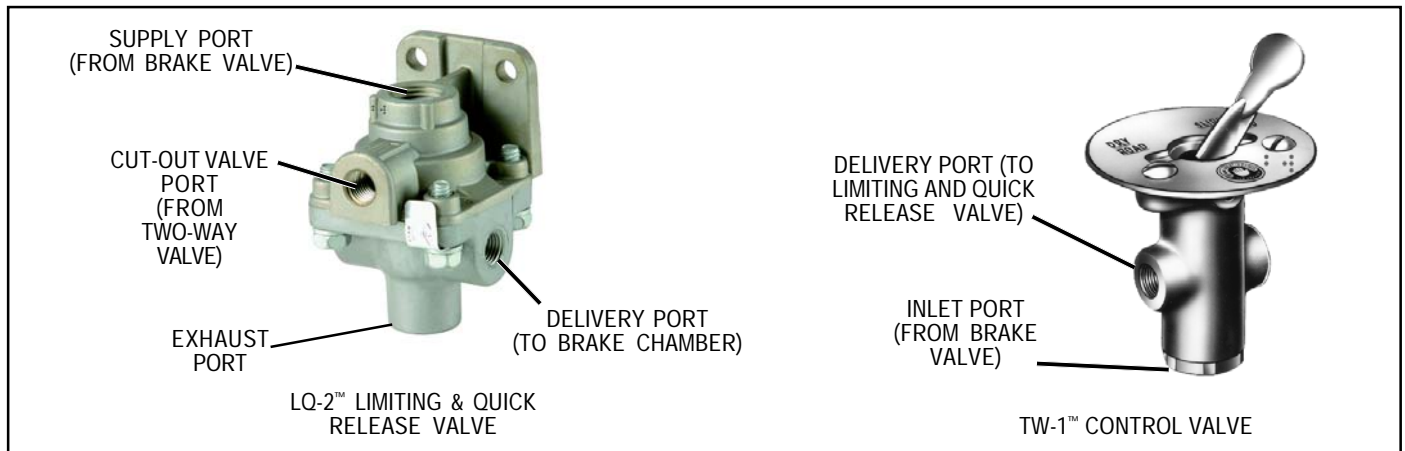 SUPPLY PORT
(FROM BRAKE VALVE)
CUT-OUT VALVE
PORT
(FROM
TWO-WAY
VALVE)
EXHAUST
PORT
DELIVERY PORT
(TO BRAKE CHAMBER)
LQ-2™ LIMITING & QUICK
RELEASE VALVE
DELIVERY PORT (TO
LIMITING AND QUICK
RELEASE VALVE)
DRY
ROAD
INLET PORT
(FROM BRAKE
VALVE)
TW-1™ CONTROL VALVE